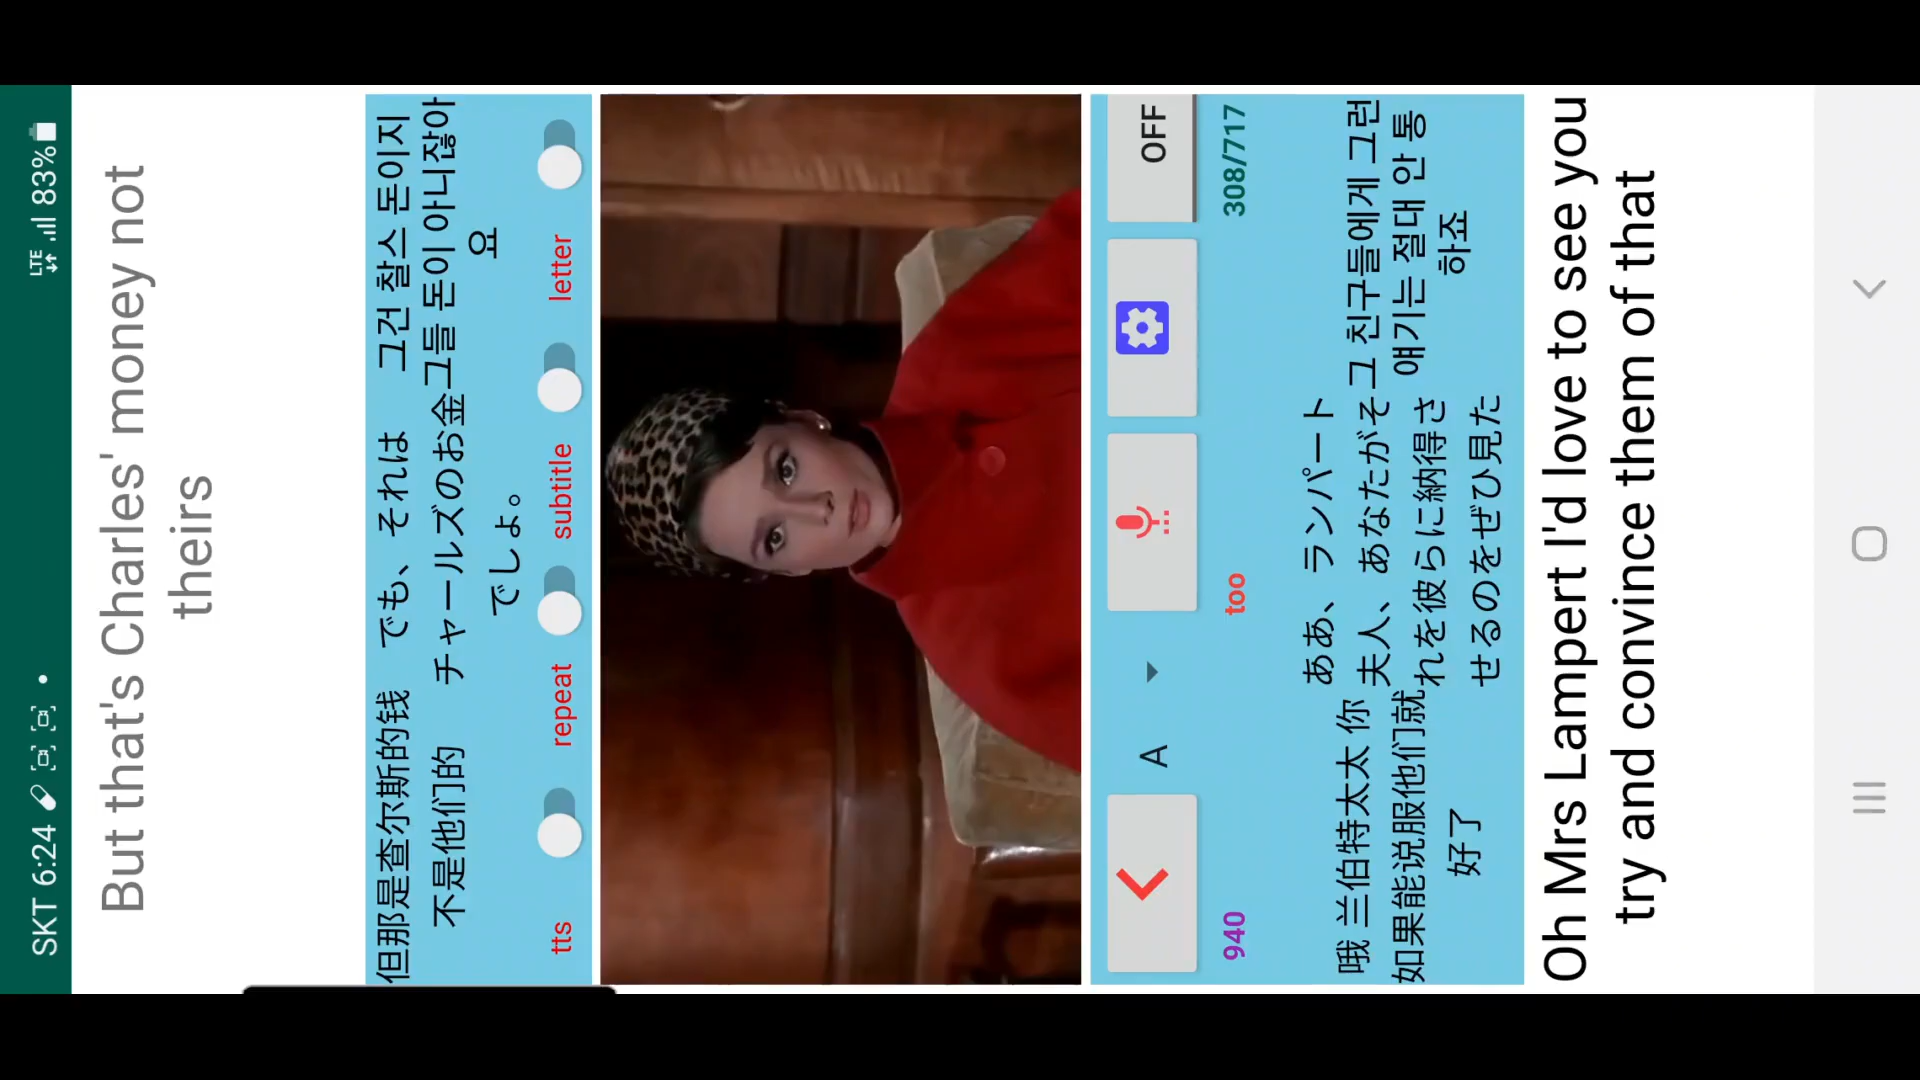 SKT 6:24
LTE 83%
But that's Charles' money not
theirs
但那是查尔斯的钱
不是他们的
でも、それは
チャールズのお金
でしょ。
그건 찰스 돈이지
그들 돈이 아니잖아
요
tts
repeat
subtitle
letter
A
OFF
940
too
308/717
哦 兰伯特太太 你
如果能说服他们就
好了
ああ、ランパート
夫人、あなたがそ
れを彼らに納得さ
せるのをぜひ見た
그 친구들에게 그런
얘기는 절대 안 통
하죠
Oh Mrs Lampert I'd love to see you
try and convince them of that